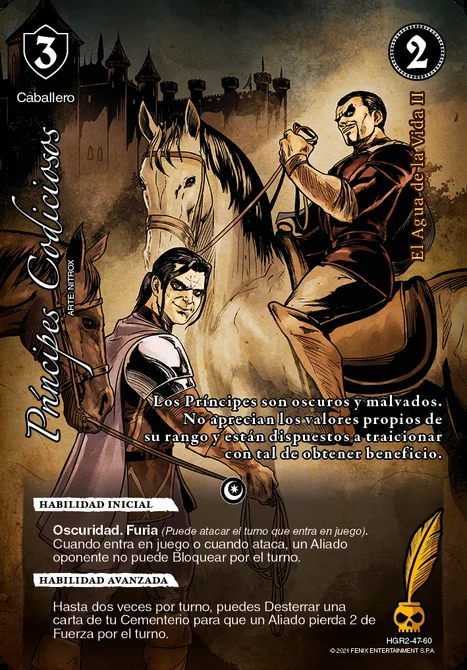 3
2
Caballero
Príncipes Codiciosos
ARTE: NITROX
El Agua de la Vida II
Los Príncipes son oscuros y malvados.
No aprecian los valores propios de
su rango y están dispuestos a traicionar
con tal de obtener beneficio.
HABILIDAD INICIAL
Oscuridad. Furia (Puede atacar el turno que entra en juego).
Cuando entra en juego o cuando ataca, un Aliado
oponente no puede Bloquear por el turno.
HABILIDAD AVANZADA
Hasta dos veces por turno, puedes Desterrar una
carta de tu Cementerio para que un Aliado pierda 2 de
Fuerza por el turno.
HGR2-47-60
© 2021 FENIX ENTERTAINMENT S.P.A.